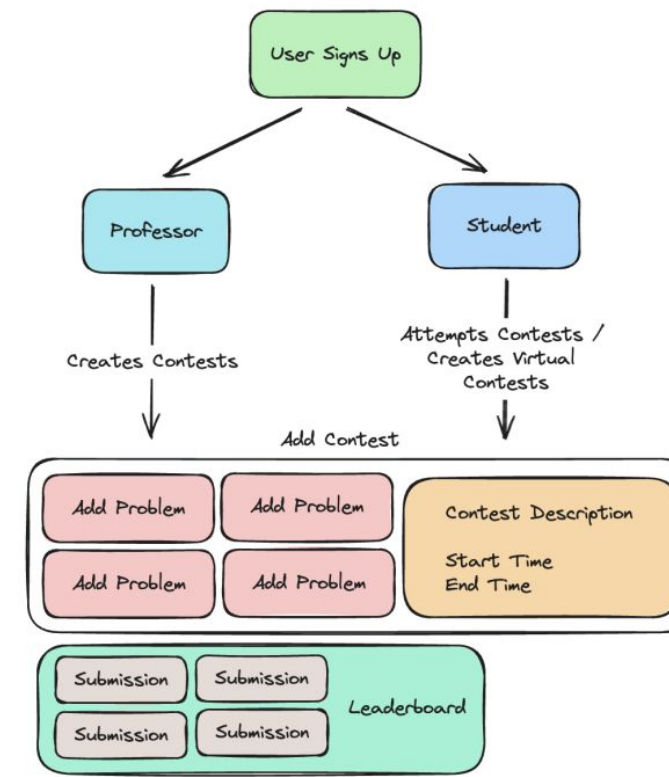 User Signs Up
Professor
Student
Creates Contests
Attempts Contests /
Creates Virtual
Contests
Add Contest
Add Problem
Add Problem
Add Problem
Add Problem
Contest Description
Start Time
End Time
Submission
Submission
Submission
Submission
Leaderboard